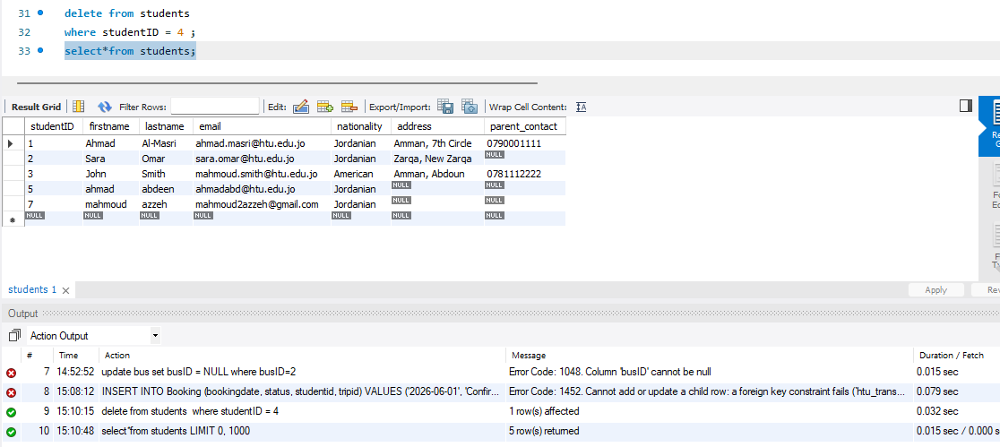 31 delete from students
32 where studentID = 4 ;
33 select*from students;
Result Grid Filter Rows: Edit: Export/Import: Wrap Cell Content:
studentID firstname lastname email nationality address parent_contact
1 Ahmad Al-Masri ahmad.masri@htu.edu.jo Jordanian Amman, 7th Circle 0790001111
2 Sara Omar sara.omar@htu.edu.jo Jordanian Zarqa, New Zarqa NULL
3 John Smith mahmoud.smith@htu.edu.jo American Amman, Abdoun 0781112222
5 ahmad abdeen ahmadabd@htu.edu.jo Jordanian NULL NULL
7 mahmoud azzeh mahmoud2azzeh@gmail.com Jordanian NULL NULL
NULL NULL NULL NULL NULL NULL NULL
students 1 Apply
Output
Action Output
# Time Action Message Duration / Fetch
7 14:52:52 update bus set busID = NULL where busID=2 Error Code: 1048. Column 'busID' cannot be null 0.015 sec
8 15:08:12 INSERT INTO Booking (bookingdate, status, studentid, tripid) VALUES ('2026-06-01', 'Confir... Error Code: 1452. Cannot add or update a child row: a foreign key constraint fails ('htu_trans... 0.079 sec
9 15:10:15 delete from students where studentID = 4 1 row(s) affected 0.032 sec
10 15:10:48 select*from students LIMIT 0, 1000 5 row(s) returned 0.015 sec / 0.000 s